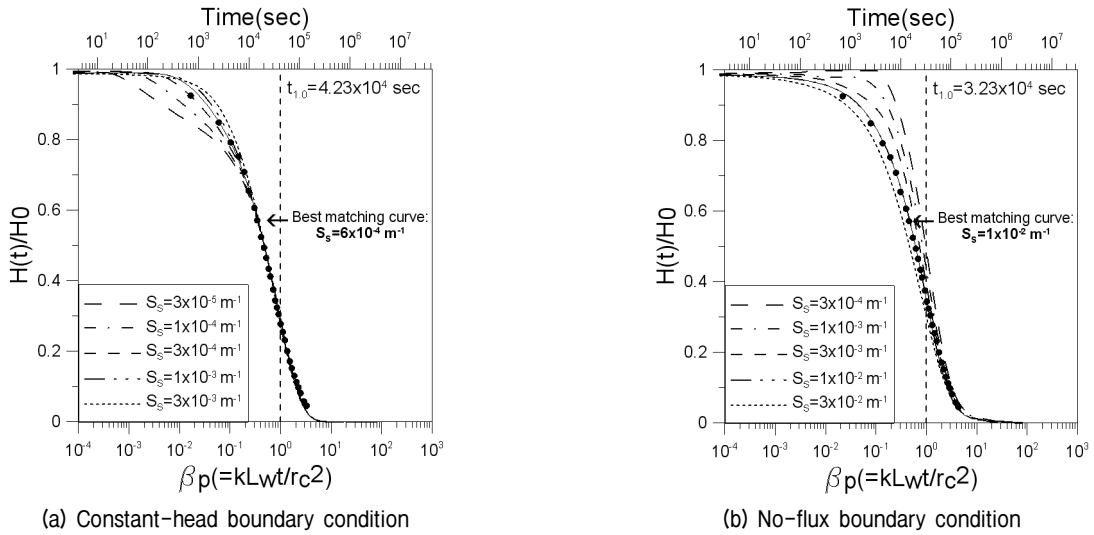 Time(sec)
10¹ 10² 10³ 10⁴ 10⁵ 10⁶ 10⁷
t₁.₀=4.23x10⁴ sec
1
0.8
0.6
0.4
0.2
0
H(t)/H0
Best matching curve:
Sₛ=6x10⁻⁴ m⁻¹
Sₛ=3x10⁻⁵ m⁻¹
Sₛ=1x10⁻⁴ m⁻¹
Sₛ=3x10⁻⁴ m⁻¹
Sₛ=1x10⁻³ m⁻¹
Sₛ=3x10⁻³ m⁻¹
10⁻⁴ 10⁻³ 10⁻² 10⁻¹ 10⁰ 10¹ 10² 10³
βp(=kLwt/rc2)
(a) Constant-head boundary condition
Time(sec)
10¹ 10² 10³ 10⁴ 10⁵ 10⁶ 10⁷
t₁.₀=3.23x10⁴ sec
1
0.8
0.6
0.4
0.2
0
H(t)/H0
Best matching curve:
Sₛ=1x10⁻² m⁻¹
Sₛ=3x10⁻⁴ m⁻¹
Sₛ=1x10⁻³ m⁻¹
Sₛ=3x10⁻³ m⁻¹
Sₛ=1x10⁻² m⁻¹
Sₛ=3x10⁻² m⁻¹
10⁻⁴ 10⁻³ 10⁻² 10⁻¹ 10⁰ 10¹ 10² 10³
βp(=kLwt/rc2)
(b) No-flux boundary condition